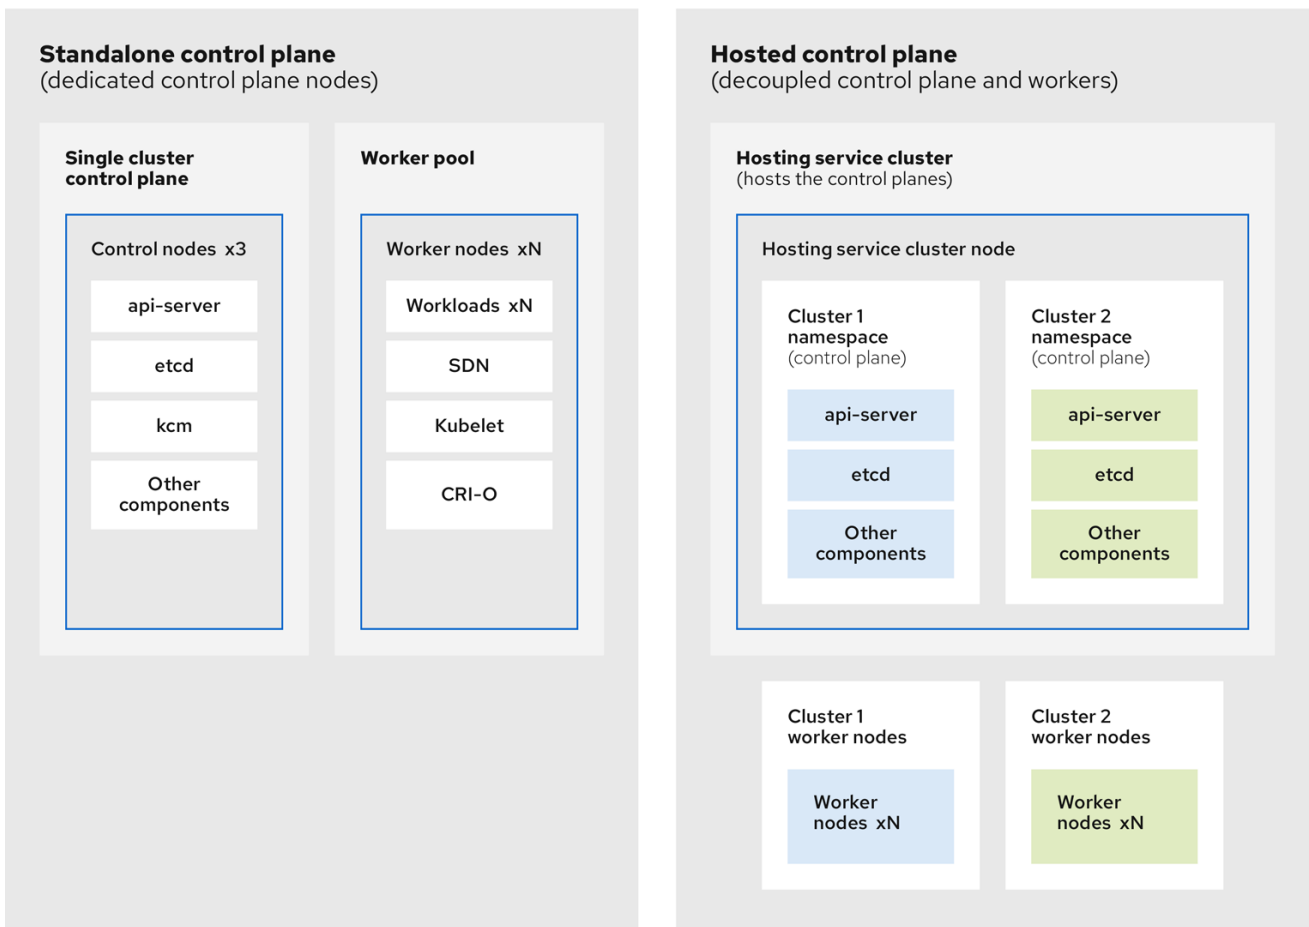 Standalone control plane
(dedicated control plane nodes)
Single cluster
control plane
Control nodes x3
api-server
etcd
kcm
Other
components
Worker pool
Worker nodes xN
Workloads xN
SDN
Kubelet
CRI-O
Hosted control plane
(decoupled control plane and workers)
Hosting service cluster
(hosts the control planes)
Hosting service cluster node
Cluster 1
namespace
(control plane)
api-server
etcd
Other
components
Cluster 2
namespace
(control plane)
api-server
etcd
Other
components
Cluster 1
worker nodes
Worker
nodes xN
Cluster 2
worker nodes
Worker
nodes xN